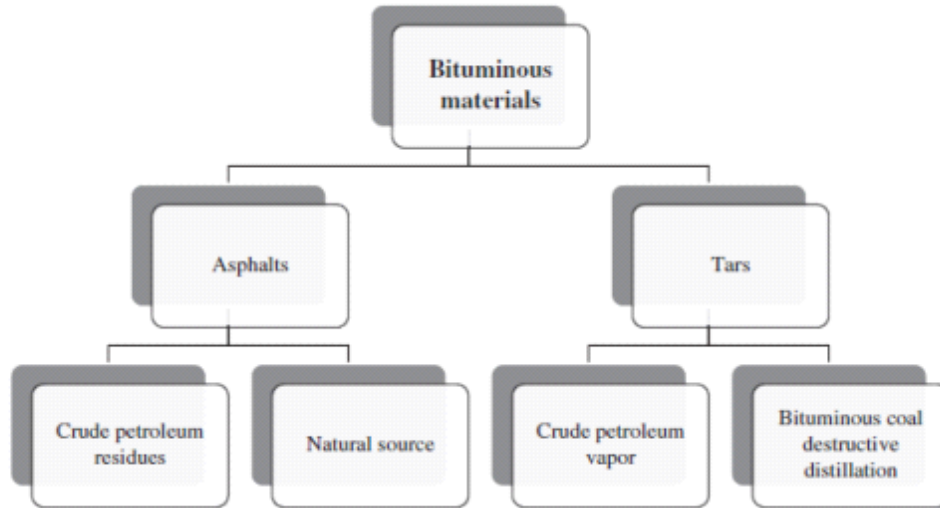 Bituminous
materials
Asphalts
Tars
Crude petroleum
residues
Natural source
Crude petroleum
vapor
Bituminous coal
destructive
distillation